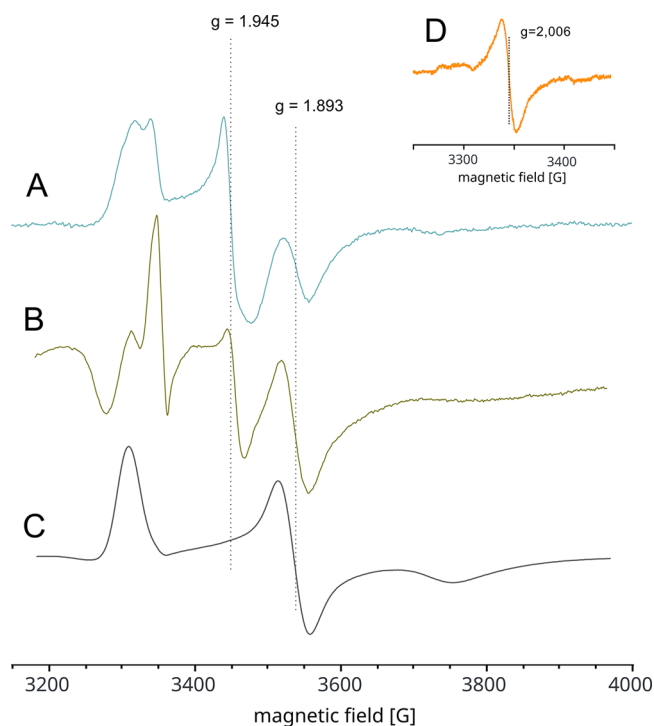 g = 1.945
D
g=2,006
g = 1.893
3300 3400
magnetic field [G]
A
B
C
3200 3400 3600 3800 4000
magnetic field [G]